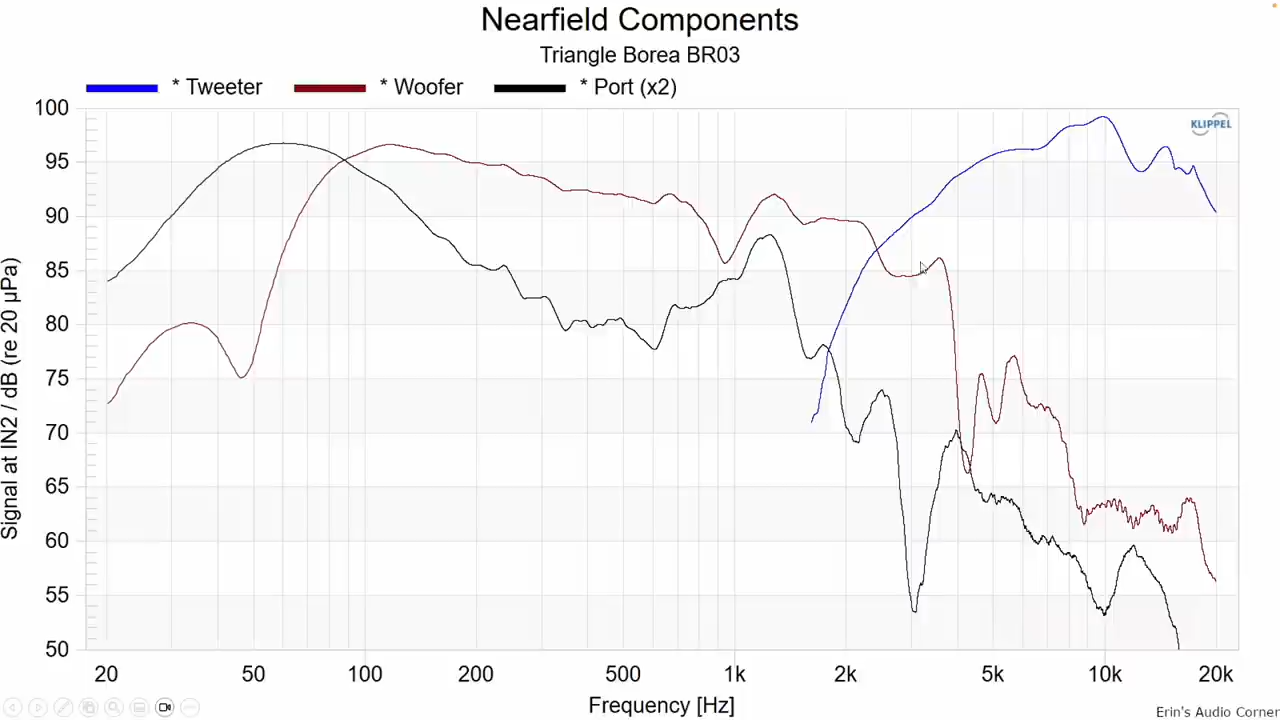 Nearfield Components
Triangle Borea BR03
* Tweeter * Woofer * Port (x2)
KLIPPEL
Signal at IN2 / dB (re 20 µPa)
100
95
90
85
80
75
70
65
60
55
50
20 50 100 200 500 1k 2k 5k 10k 20k
Frequency [Hz]
Erin's Audio Corner